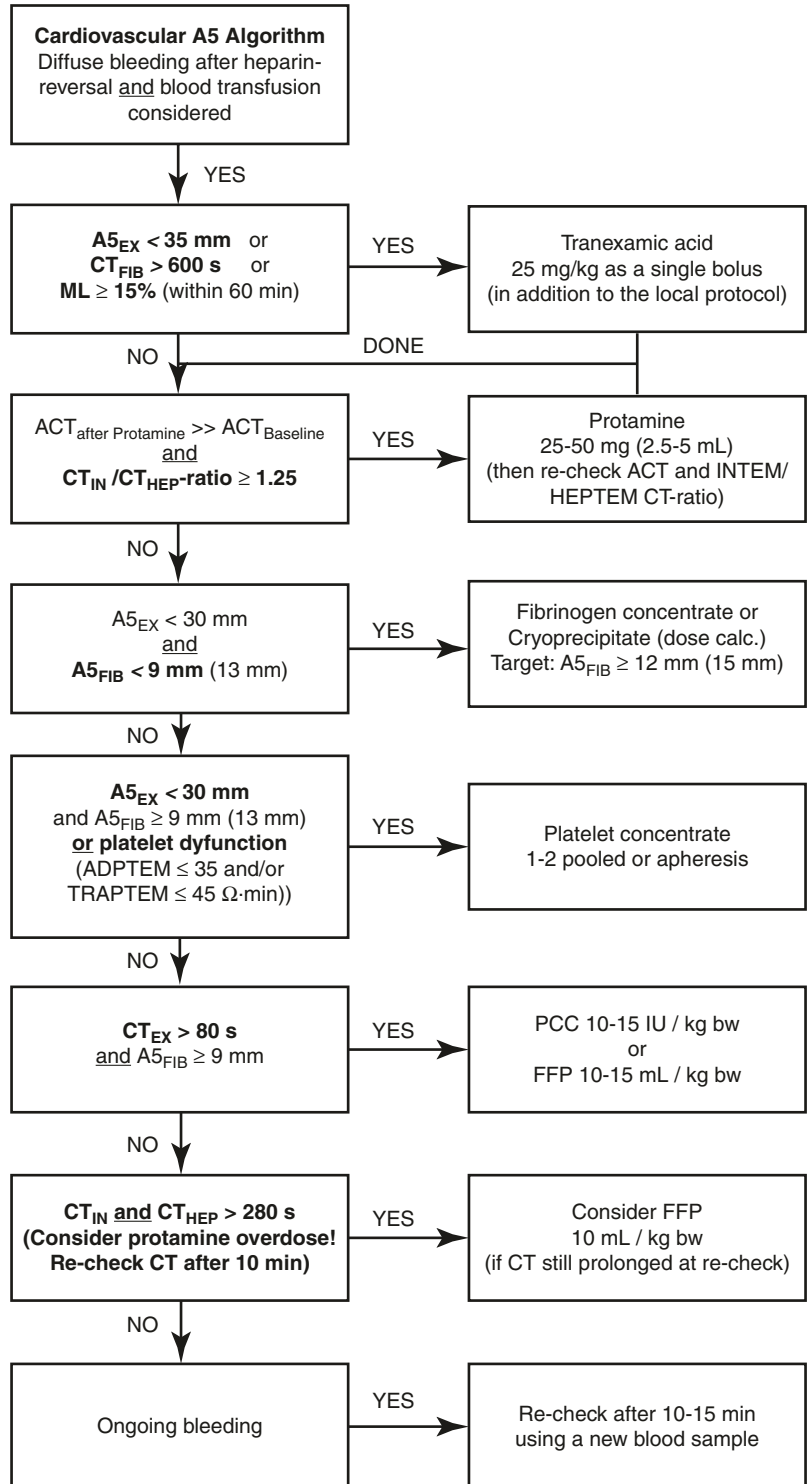 Cardiovascular A5 Algorithm
Diffuse bleeding after heparin-
reversal and blood transfusion
considered
YES
A5EX < 35 mm or
CTFIB > 600 s or
ML ≥ 15% (within 60 min)
YES
Tranexamic acid
25 mg/kg as a single bolus
(in addition to the local protocol)
NO
DONE
ACTafter Protamine >> ACTBaseline
and
CTIN /CTHEP-ratio ≥ 1.25
YES
Protamine
25-50 mg (2.5-5 mL)
(then re-check ACT and INTEM/
HEPTEM CT-ratio)
NO
A5EX < 30 mm
and
A5FIB < 9 mm (13 mm)
YES
Fibrinogen concentrate or
Cryoprecipitate (dose calc.)
Target: A5FIB ≥ 12 mm (15 mm)
NO
A5EX < 30 mm
and A5FIB ≥ 9 mm (13 mm)
or platelet dyfunction
(ADPTEM ≤ 35 and/or
TRAPTEM ≤ 45 Ω·min))
YES
Platelet concentrate
1-2 pooled or apheresis
NO
CTEX > 80 s
and A5FIB ≥ 9 mm
YES
PCC 10-15 IU / kg bw
or
FFP 10-15 mL / kg bw
NO
CTIN and CTHEP > 280 s
(Consider protamine overdose!
Re-check CT after 10 min)
YES
Consider FFP
10 mL / kg bw
(if CT still prolonged at re-check)
NO
Ongoing bleeding
YES
Re-check after 10-15 min
using a new blood sample